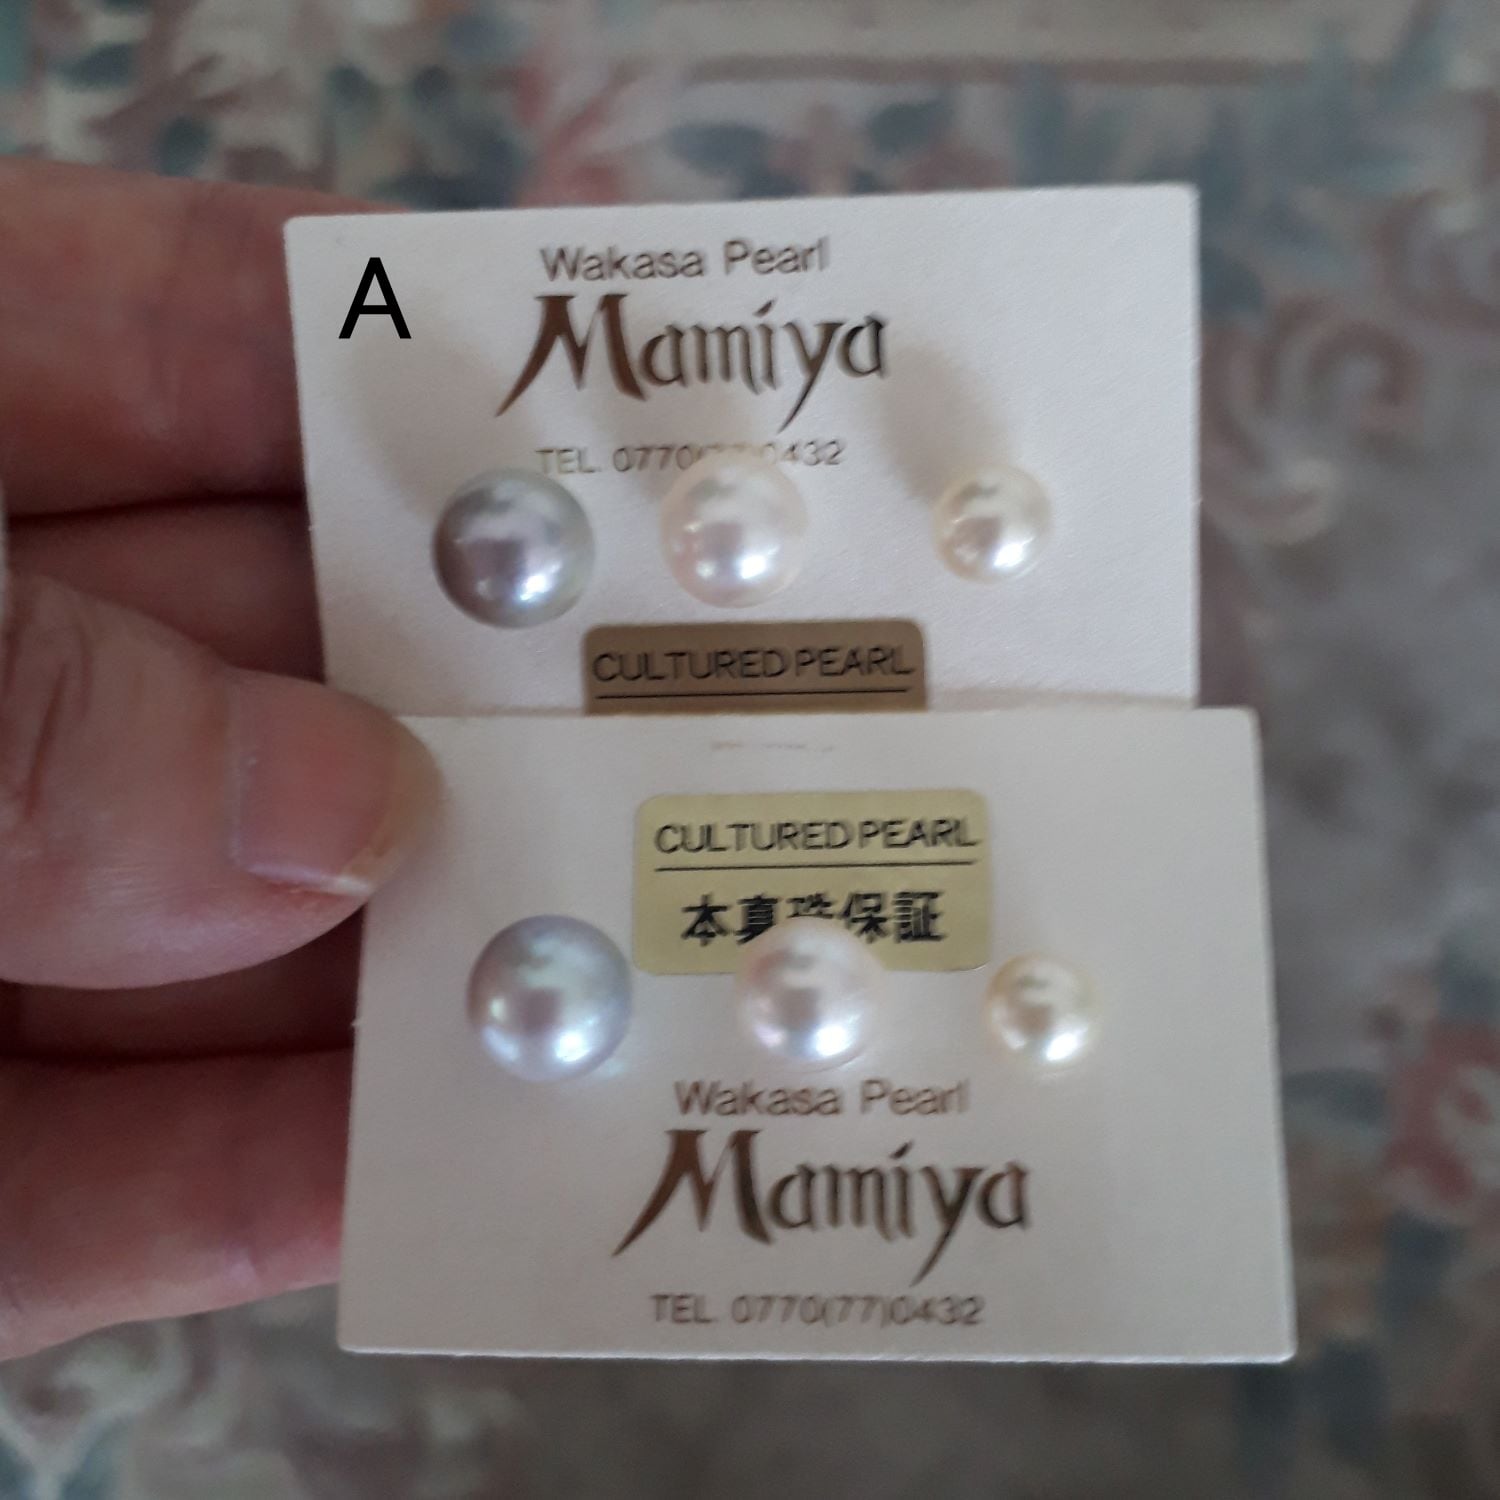 A
Wakasa Pearl
Mamiya
TEL. 0770( )0432
CULTURED PEARL
CULTURED PEARL
本真珠保証
Wakasa Pearl
Mamiya
TEL. 0770(77)0432